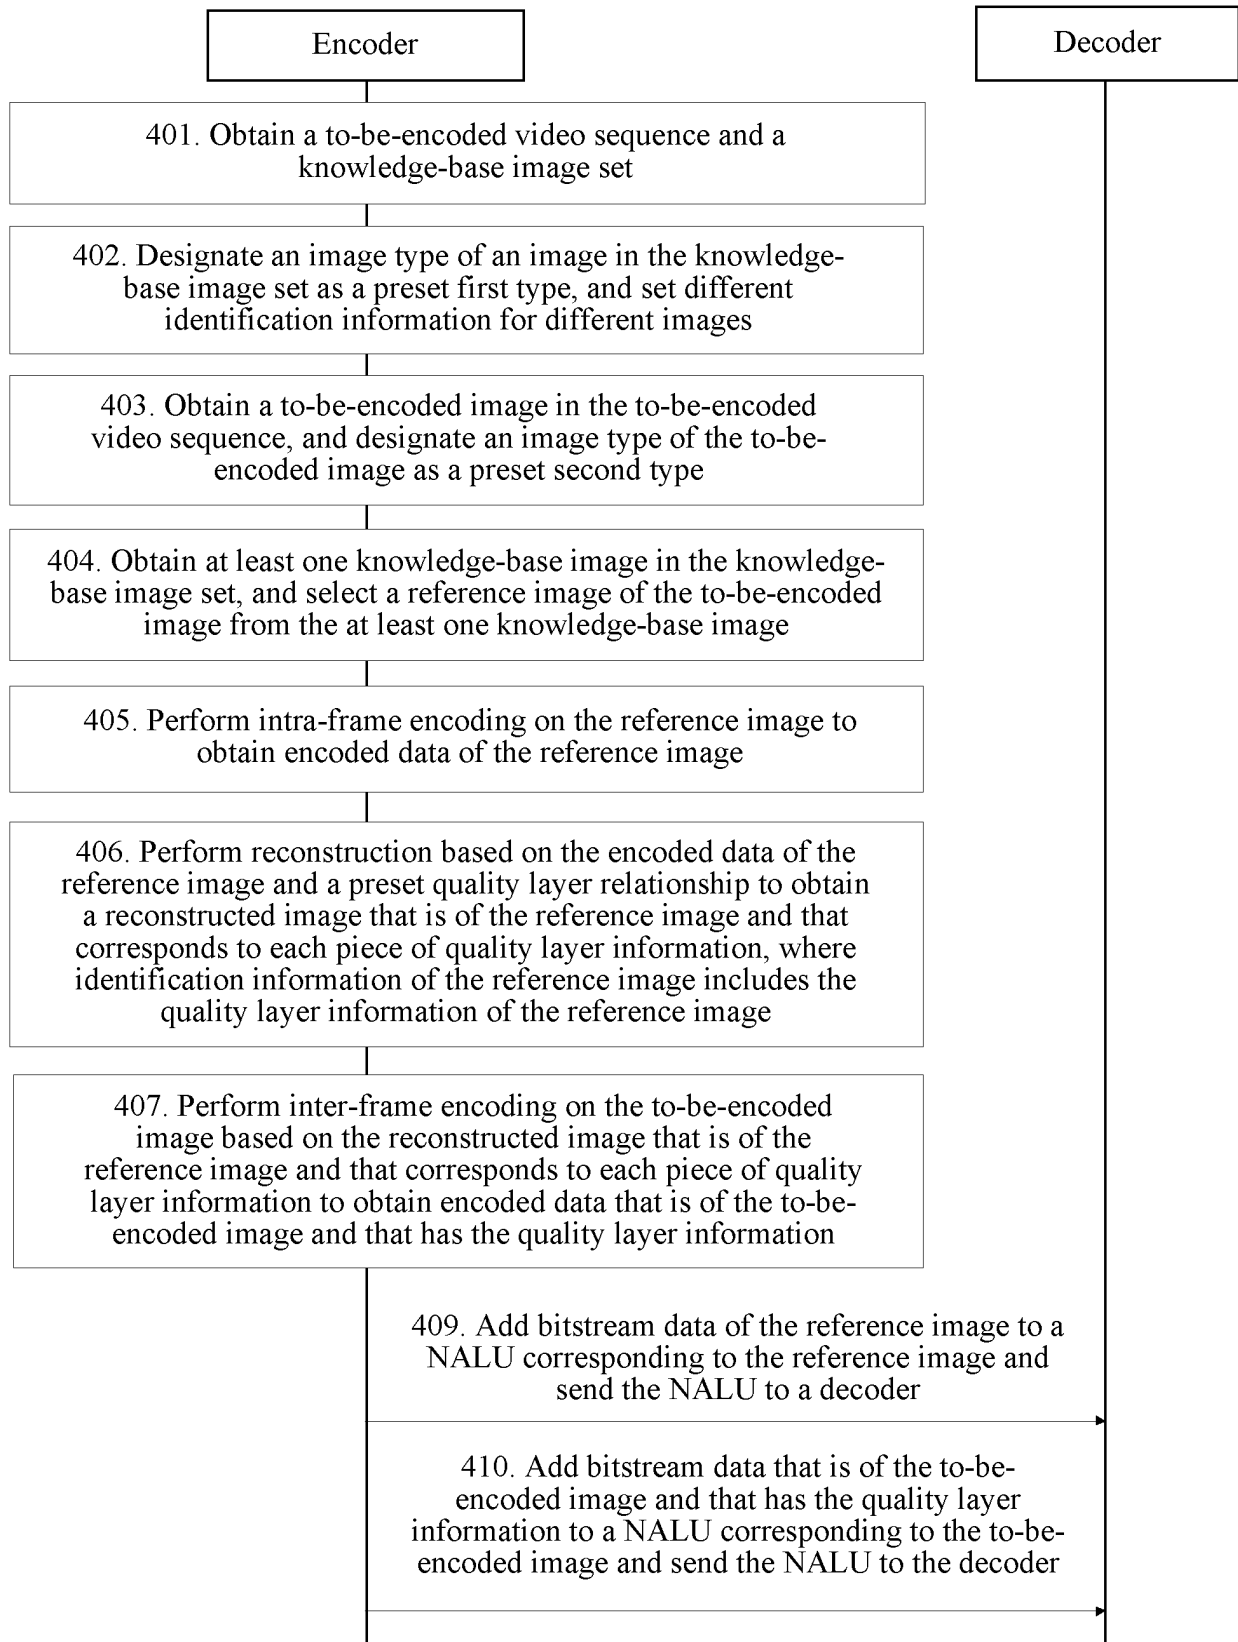 Encoder
Decoder
401. Obtain a to-be-encoded video sequence and a
knowledge-base image set
402. Designate an image type of an image in the knowledge-
base image set as a preset first type, and set different
identification information for different images
403. Obtain a to-be-encoded image in the to-be-encoded
video sequence, and designate an image type of the to-be-
encoded image as a preset second type
404. Obtain at least one knowledge-base image in the knowledge-
base image set, and select a reference image of the to-be-encoded
image from the at least one knowledge-base image
405. Perform intra-frame encoding on the reference image to
obtain encoded data of the reference image
406. Perform reconstruction based on the encoded data of the
reference image and a preset quality layer relationship to obtain
a reconstructed image that is of the reference image and that
corresponds to each piece of quality layer information, where
identification information of the reference image includes the
quality layer information of the reference image
407. Perform inter-frame encoding on the to-be-encoded
image based on the reconstructed image that is of the
reference image and that corresponds to each piece of quality
layer information to obtain encoded data that is of the to-be-
encoded image and that has the quality layer information
409. Add bitstream data of the reference image to a
NALU corresponding to the reference image and
send the NALU to a decoder
410. Add bitstream data that is of the to-be-
encoded image and that has the quality layer
information to a NALU corresponding to the to-be-
encoded image and send the NALU to the decoder